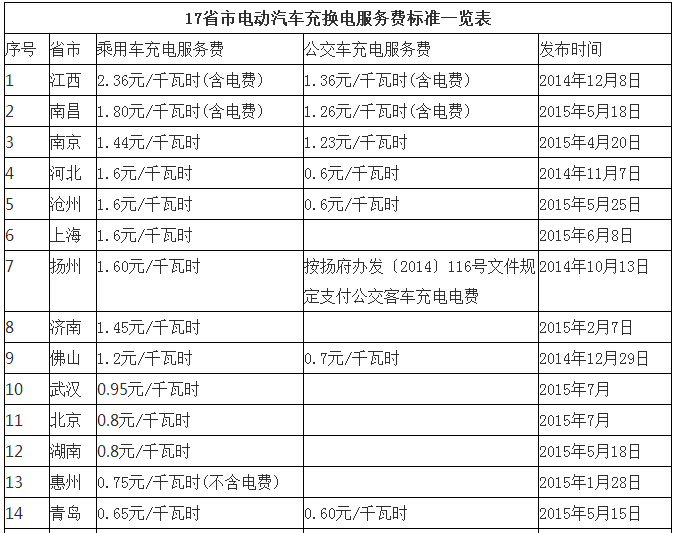 17省市电动汽车充换电服务费标准一览表
序号 省市 乘用车充电服务费 公交车充电服务费 发布时间
1 江西 2.36元/千瓦时(含电费) 1.36元/千瓦时(含电费) 2014年12月8日
2 南昌 1.80元/千瓦时(含电费) 1.26元/千瓦时(含电费) 2015年5月18日
3 南京 1.44元/千瓦时 1.23元/千瓦时 2015年4月20日
4 河北 1.6元/千瓦时 0.6元/千瓦时 2014年11月7日
5 沧州 1.6元/千瓦时 0.6元/千瓦时 2015年5月25日
6 上海 1.6元/千瓦时 2015年6月8日
7 扬州 1.60元/千瓦时 按扬府办发〔2014〕116号文件规 2014年10月13日
定支付公交客车充电电费
8 济南 1.45元/千瓦时 2015年2月7日
9 佛山 1.2元/千瓦时 0.7元/千瓦时 2014年12月29日
10 武汉 0.95元/千瓦时 2015年7月
11 北京 0.8元/千瓦时 2015年7月
12 湖南 0.8元/千瓦时 2015年5月18日
13 惠州 0.75元/千瓦时(不含电费) 2015年1月28日
14 青岛 0.65元/千瓦时 0.60元/千瓦时 2015年5月15日